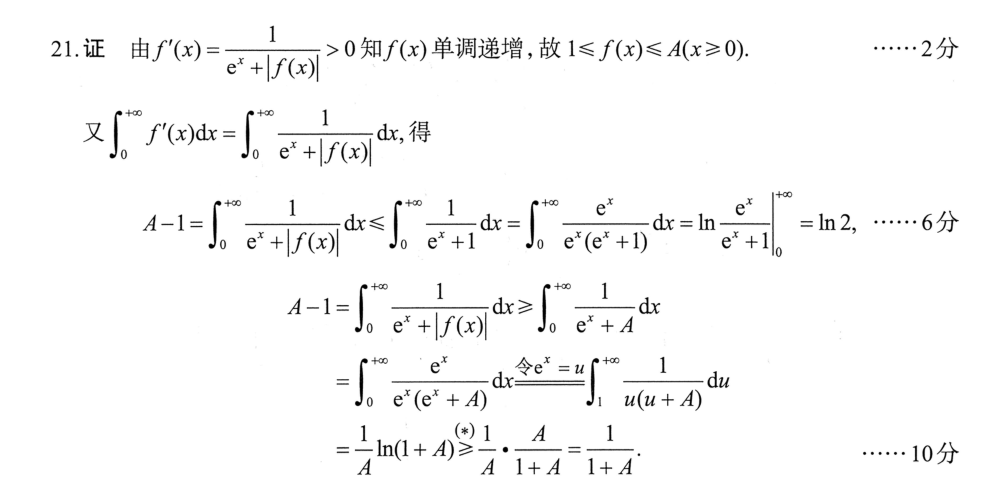 21.证 由f′(x)=1/(e^x+|f(x)|)>0知f(x)单调递增,故1≤f(x)≤A(x≥0). ……2分
又∫_0^{+∞} f′(x)dx=∫_0^{+∞} 1/(e^x+|f(x)|) dx,得
A-1=∫_0^{+∞} 1/(e^x+|f(x)|) dx≤∫_0^{+∞} 1/(e^x+1) dx=∫_0^{+∞} e^x/(e^x(e^x+1)) dx=ln e^x/(e^x+1)|_0^{+∞}=ln2, ……6分
A-1=∫_0^{+∞} 1/(e^x+|f(x)|) dx≥∫_0^{+∞} 1/(e^x+A) dx
=∫_0^{+∞} e^x/(e^x(e^x+A)) dx 令e^x=u ∫_1^{+∞} 1/(u(u+A)) du
=1/A ln(1+A) (*)≥ 1/A·A/(1+A)=1/(1+A). ……10分